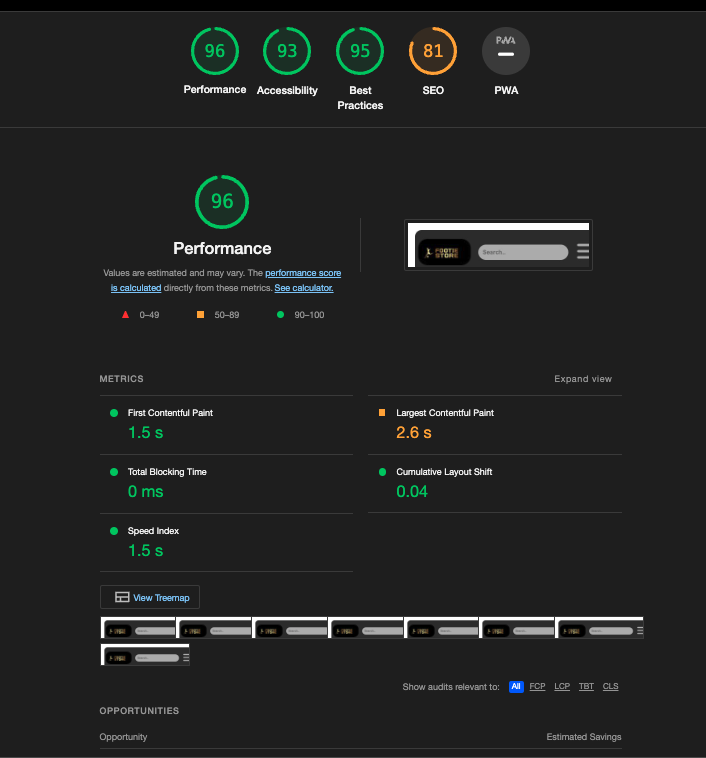 96
93
95
81
PWA
Performance
Accessibility
Best
Practices
SEO
PWA
96
Performance
Values are estimated and may vary. The performance score
is calculated directly from these metrics. See calculator.
0–49
50–89
90–100
FOOTIE
STORE
Search..
METRICS
Expand view
First Contentful Paint
1.5 s
Largest Contentful Paint
2.6 s
Total Blocking Time
0 ms
Cumulative Layout Shift
0.04
Speed Index
1.5 s
View Treemap
Show audits relevant to: All FCP LCP TBT CLS
OPPORTUNITIES
Opportunity
Estimated Savings